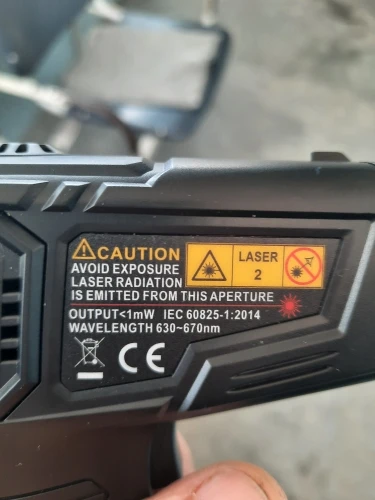 CAUTION
AVOID EXPOSURE
LASER RADIATION
IS EMITTED FROM THIS APERTURE
LASER
2
OUTPUT<1mW IEC 60825-1:2014
WAVELENGTH 630~670nm
CE